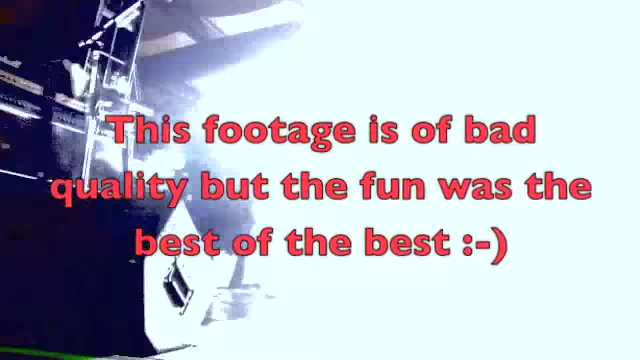 This footage is of bad
quality but the fun was the
best of the best :-)